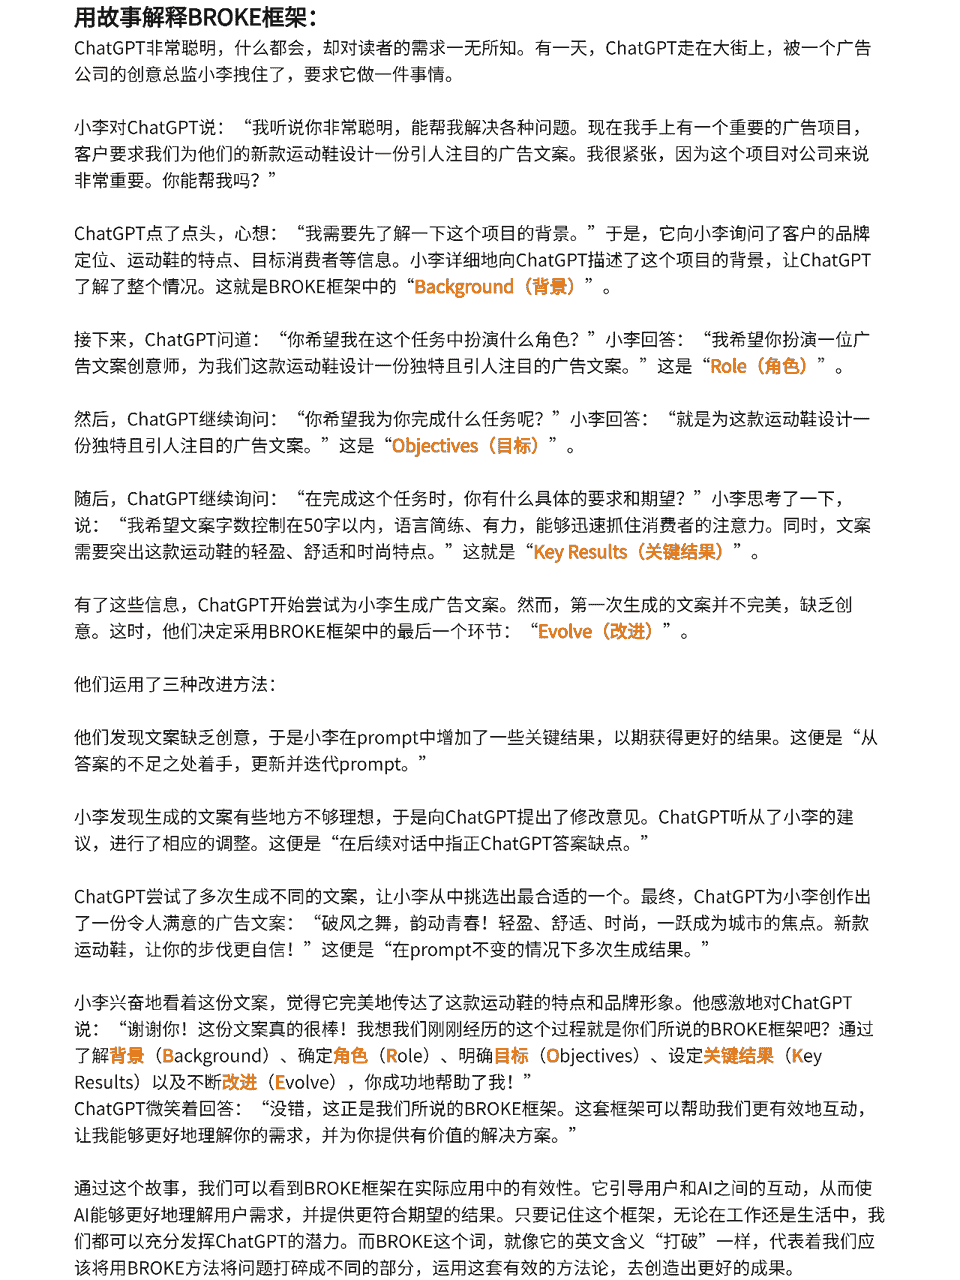 用故事解释BROKE框架：
ChatGPT非常聪明，什么都会，却对读者的需求一无所知。有一天，ChatGPT走在大街上，被一个广告
公司的创意总监小李拽住了，要求它做一件事情。
小李对ChatGPT说：“我听说你非常聪明，能帮我解决各种问题。现在我手上有一个重要的广告项目，
客户要求我们为他们的新款运动鞋设计一份引人注目的广告文案。我很紧张，因为这个项目对公司来说
非常重要。你能帮我吗？”
ChatGPT点了点头，心想：“我需要先了解一下这个项目的背景。”于是，它向小李询问了客户的品牌
定位、运动鞋的特点、目标消费者等信息。小李详细地向ChatGPT描述了这个项目的背景，让ChatGPT
了解了整个情况。这就是BROKE框架中的“Background（背景）”。
接下来，ChatGPT问道：“你希望我在这个任务中扮演什么角色？”小李回答：“我希望你扮演一位广
告文案创意师，为我们这款运动鞋设计一份独特且引人注目的广告文案。”这是“Role（角色）”。
然后，ChatGPT继续询问：“你希望我为你完成什么任务呢？”小李回答：“就是为这款运动鞋设计一
份独特且引人注目的广告文案。”这是“Objectives（目标）”。
随后，ChatGPT继续询问：“在完成这个任务时，你有什么具体的要求和期望？”小李思考了一下，
说：“我希望文案字数控制在50字以内，语言简练、有力，能够迅速抓住消费者的注意力。同时，文案
需要突出这款运动鞋的轻盈、舒适和时尚特点。”这就是“Key Results（关键结果）”。
有了这些信息，ChatGPT开始尝试为小李生成广告文案。然而，第一次生成的文案并不完美，缺乏创
意。这时，他们决定采用BROKE框架中的最后一个环节：“Evolve（改进）”。
他们运用了三种改进方法：
他们发现文案缺乏创意，于是小李在prompt中增加了一些关键结果，以期获得更好的结果。这便是“从
答案的不足之处着手，更新并迭代prompt。”
小李发现生成的文案有些地方不够理想，于是向ChatGPT提出了修改意见。ChatGPT听从了小李的建
议，进行了相应的调整。这便是“在后续对话中指正ChatGPT答案缺点。”
ChatGPT尝试了多次生成不同的文案，让小李从中挑选出最合适的一个。最终，ChatGPT为小李创作出
了一份令人满意的广告文案：“破风之舞，韵动青春！轻盈、舒适、时尚，一跃成为城市的焦点。新款
运动鞋，让你的步伐更自信！”这便是“在prompt不变的情况下多次生成结果。”
小李兴奋地看着这份文案，觉得它完美地传达了这款运动鞋的特点和品牌形象。他感激地对ChatGPT
说：“谢谢你！这份文案真的很棒！我想我们刚刚经历的这个过程就是你们所说的BROKE框架吧？通过
了解背景（Background）、确定角色（Role）、明确目标（Objectives）、设定关键结果（Key
Results）以及不断改进（Evolve），你成功地帮助了我！”
ChatGPT微笑着回答：“没错，这正是我们所说的BROKE框架。这套框架可以帮助我们更有效地互动，
让我能够更好地理解你的需求，并为你提供有价值的解决方案。”
通过这个故事，我们可以看到BROKE框架在实际应用中的有效性。它引导用户和AI之间的互动，从而使
AI能够更好地理解用户需求，并提供更符合期望的结果。只要记住这个框架，无论在工作还是生活中，我
们都可以充分发挥ChatGPT的潜力。而BROKE这个词，就像它的英文含义“打破”一样，代表着我们应
该将用BROKE方法将问题打碎成不同的部分，运用这套有效的方法论，去创造出更好的成果。